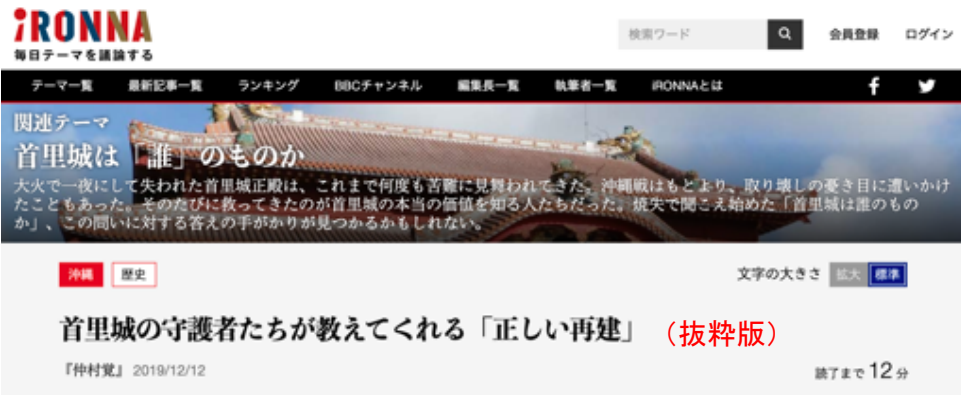 iRONNA
毎日テーマを議論する
検索ワード
会員登録
ログイン
テーマ一覧 最新記事一覧 ランキング BBCチャンネル 編集長一覧 執筆者一覧 iRONNAとは
関連テーマ
首里城は「誰」のものか
大火で一夜にして失われた首里城正殿は、これまで何度も苦難に見舞われてきた。沖縄戦はもとより、取り壊しの憂き目に遭いかけ
たこともあった。そのたびに救ってきたのが首里城の本当の価値を知る人たちだった。焼失で聞こえ始めた「首里城は誰のもの
か」、この問いに対する答えの手がかりが見つかるかもしれない。
沖縄 歴史
文字の大きさ 拡大 標準
首里城の守護者たちが教えてくれる「正しい再建」 (抜粋版)
『仲村覚』 2019/12/12
読了まで 12 分